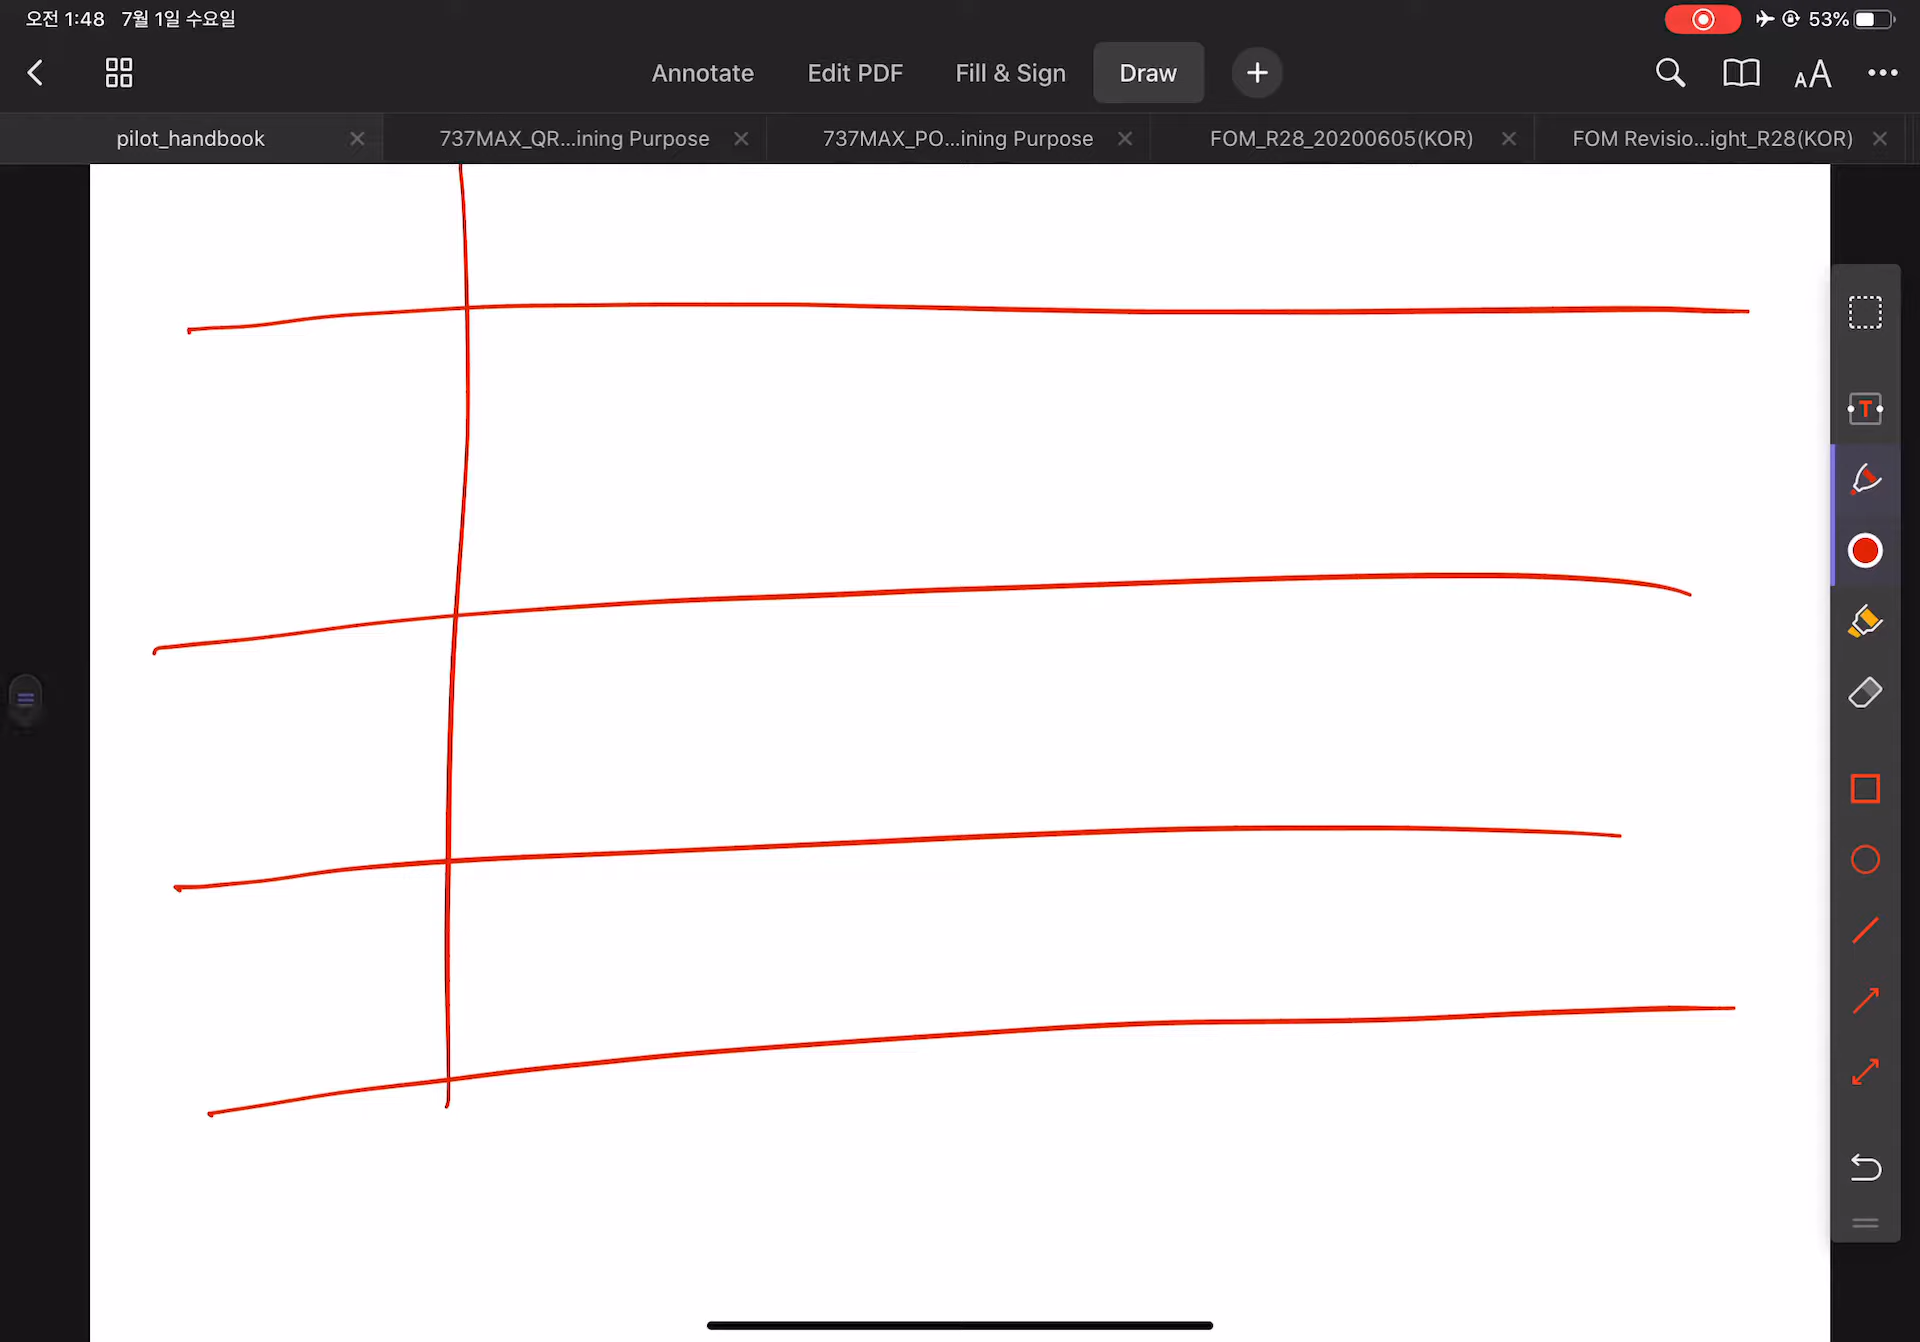 오전 1:48 7월 1일 수요일 53%
Annotate Edit PDF Fill & Sign Draw AA
pilot_handbook 737MAX_QR...ining Purpose 737MAX_PO...ining Purpose FOM_R28_20200605(KOR) FOM Revisio...ight_R28(KOR)
T